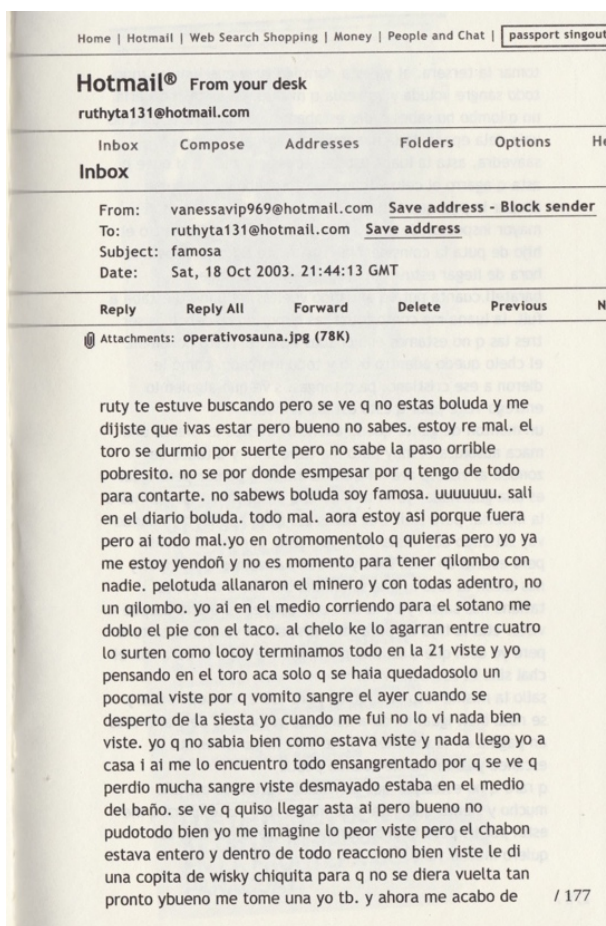 Home | Hotmail | Web Search Shopping | Money | People and Chat | passport singout
Hotmail® From your desk
ruthyta131@hotmail.com
Inbox Compose Addresses Folders Options
Inbox
From: vanessavip969@hotmail.com Save address - Block sender
To: ruthyta131@hotmail.com Save address
Subject: famosa
Date: Sat, 18 Oct 2003. 21:44:13 GMT
Reply Reply All Forward Delete Previous
Attachments: operativosauna.jpg (78K)
ruty te estuve buscando pero se ve q no estas boluda y me
dijiste que ivas estar pero bueno no sabes. estoy re mal. el
toro se durmio por suerte pero no sabe la paso orrible
pobresito. no se por donde esmpesar por q tengo de todo
para contarte. no sabews boluda soy famosa. uuuuuuu. sali
en el diario boluda. todo mal. aora estoy asi porque fuera
pero ai todo mal.yo en otromomentolo q quieras pero yo ya
me estoy yendoñ y no es momento para tener qilombo con
nadie. pelotuda allanaron el minero y con todas adentro, no
un qilombo. yo ai en el medio corriendo para el sotano me
doblo el pie con el taco. al chelo ke lo agarran entre cuatro
lo surten como locoy terminamos todo en la 21 viste y yo
pensando en el toro aca solo q se haia quedadosolo un
pocomal viste por q vomito sangre el ayer cuando se
desperto de la siesta yo cuando me fui no lo vi nada bien
viste. yo q no sabia bien como estava viste y nada llego yo a
casa i ai me lo encuentro todo ensangrentado por q se ve q
perdio mucha sangre viste desmayado estaba en el medio
del baño. se ve q quiso llegar asta ai pero bueno no
pudotodo bien yo me imagine lo peor viste pero el chabon
estava entero y dentro de todo reacciono bien viste le di
una copita de wisky chiquita para q no se diera vuelta tan
pronto ybueno me tome una yo tb. y ahora me acabo de
/ 177